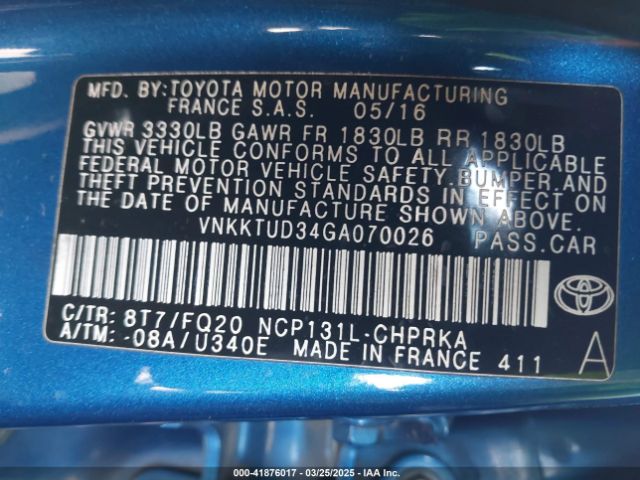 MFD. BY:TOYOTA MOTOR MANUFACTURING
FRANCE S.A.S. 05/16
GVWR 3330LB GAWR FR 1830LB RR 1830LB
THIS VEHICLE CONFORMS TO ALL APPLICABLE
FEDERAL MOTOR VEHICLE SAFETY,BUMPER,AND
THEFT PREVENTION STANDARDS IN EFFECT ON
THE DATE OF MANUFACTURE SHOWN ABOVE.
VNKKTUD34GA070026 PASS.CAR
C/TR: 8T7/FQ20 NCP131L-CHPRKA
A/TM: -08A/U340E MADE IN FRANCE 411
A
000-41876017 — 03/25/2025 — IAA Inc.